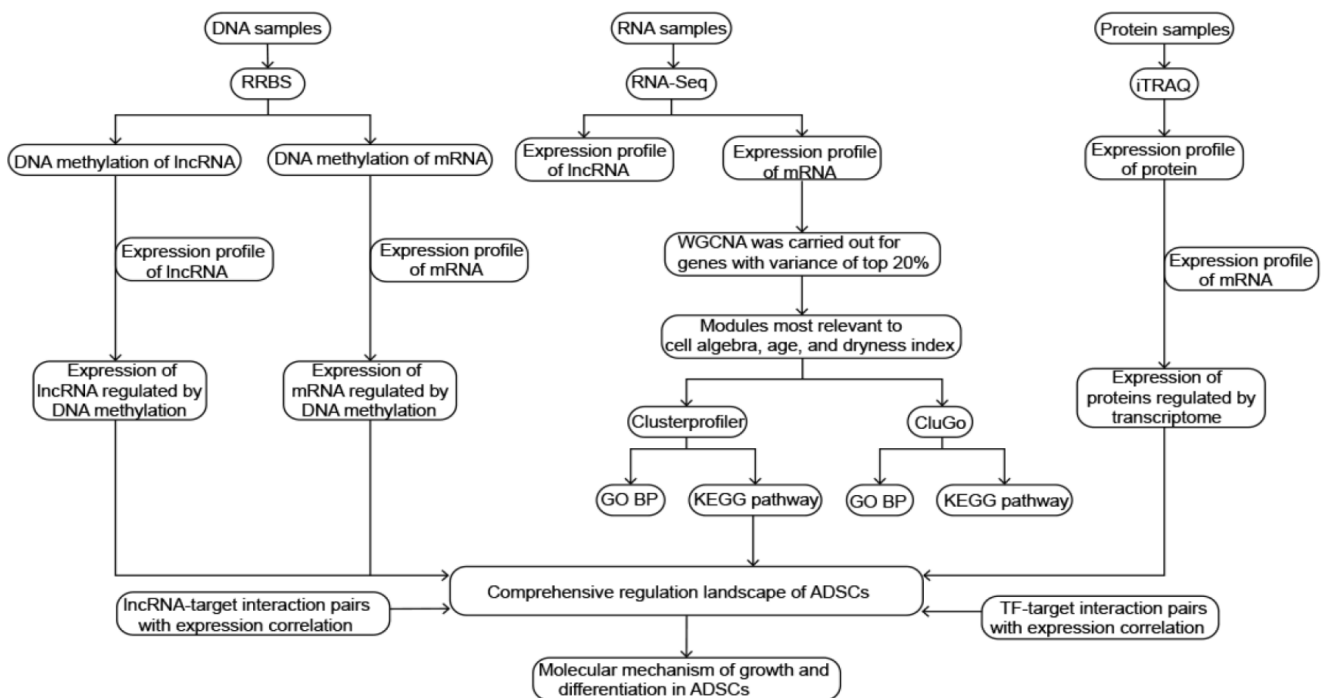 DNA samples
RNA samples
Protein samples
RRBS
RNA-Seq
iTRAQ
DNA methylation of lncRNA
DNA methylation of mRNA
Expression profile
of lncRNA
Expression profile
of mRNA
Expression profile
of protein
Expression profile
of lncRNA
Expression profile
of mRNA
WGCNA was carried out for
genes with variance of top 20%
Expression profile
of mRNA
Modules most relevant to
cell algebra, age, and dryness index
Expression of
lncRNA regulated by
DNA methylation
Expression of
mRNA regulated by
DNA methylation
Expression of
proteins regulated by
transcriptome
Clusterprofiler
CluGo
GO BP
KEGG pathway
GO BP
KEGG pathway
Comprehensive regulation landscape of ADSCs
lncRNA-target interaction pairs
with expression correlation
TF-target interaction pairs
with expression correlation
Molecular mechanism of growth and
differentiation in ADSCs